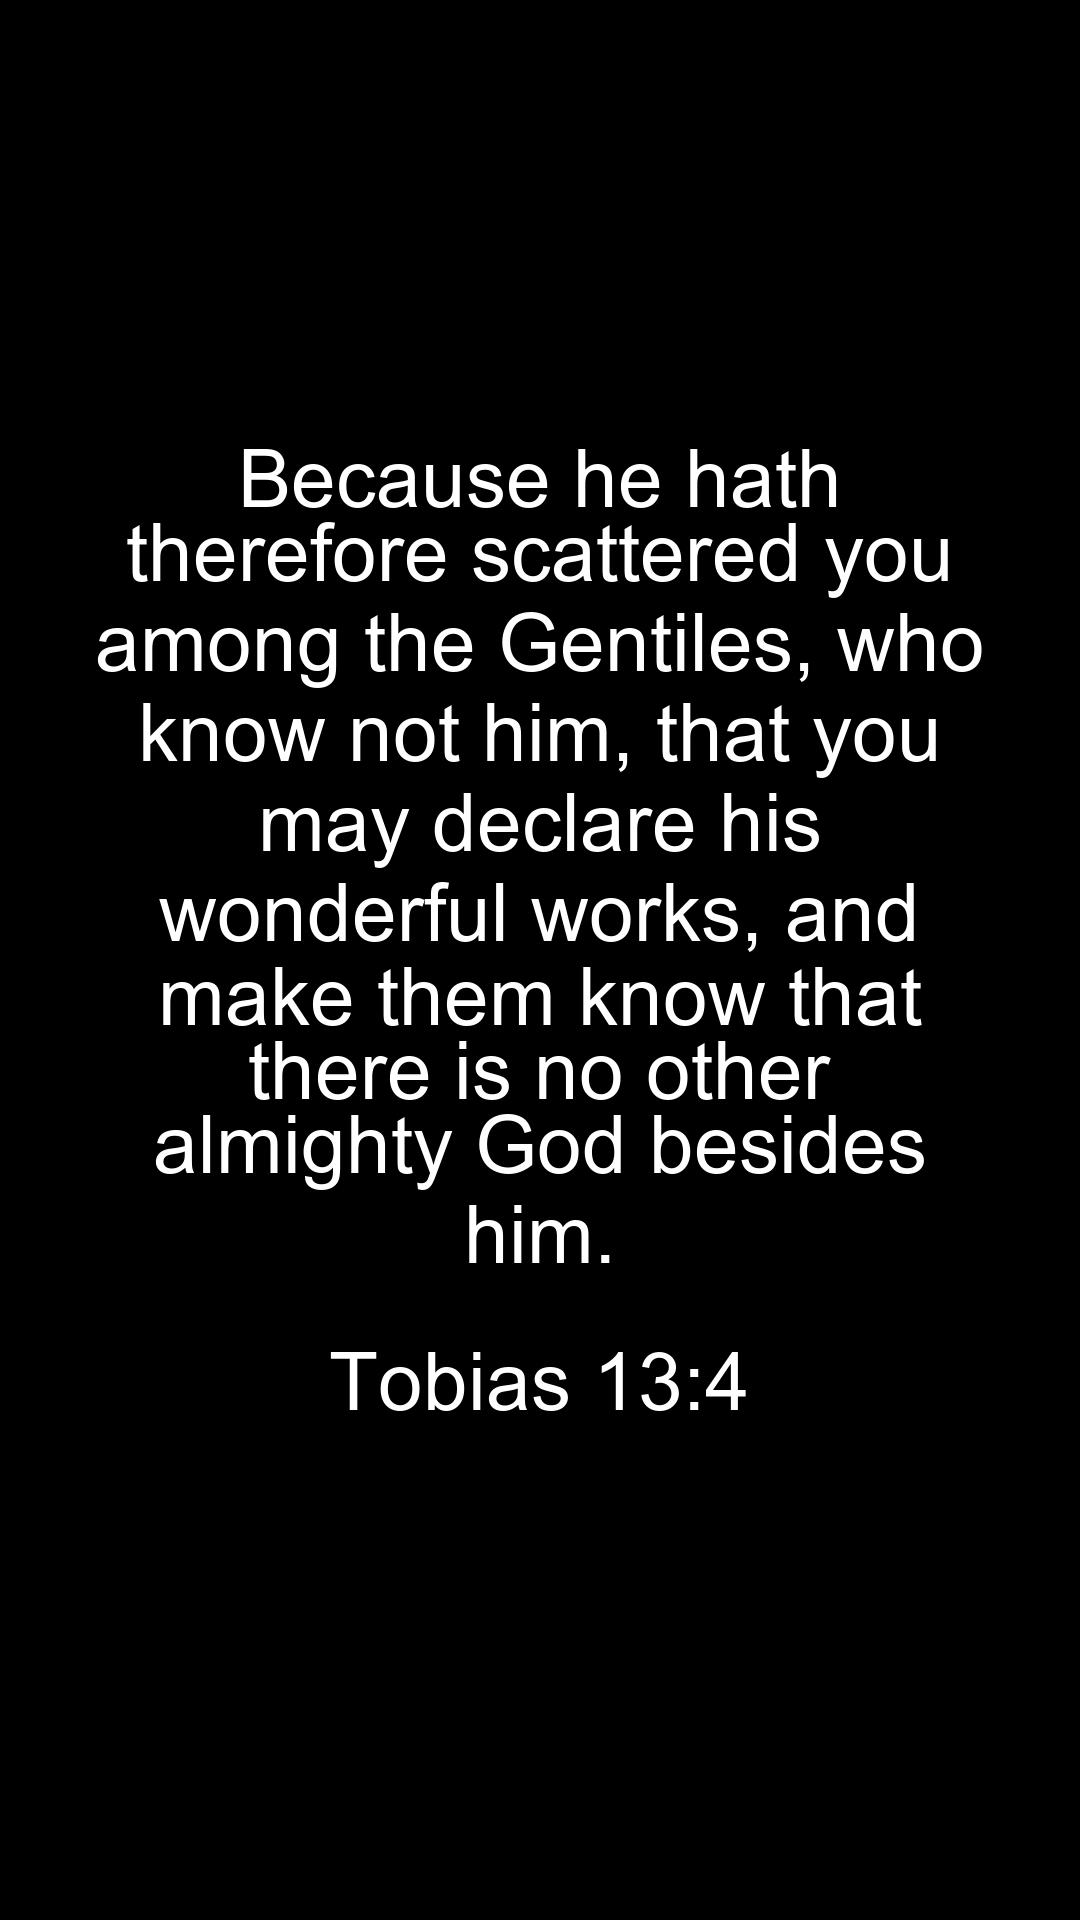 Because he hath
therefore scattered you
among the Gentiles, who
know not him, that you
may declare his
wonderful works, and
make them know that
there is no other
almighty God besides
him.
Tobias 13:4